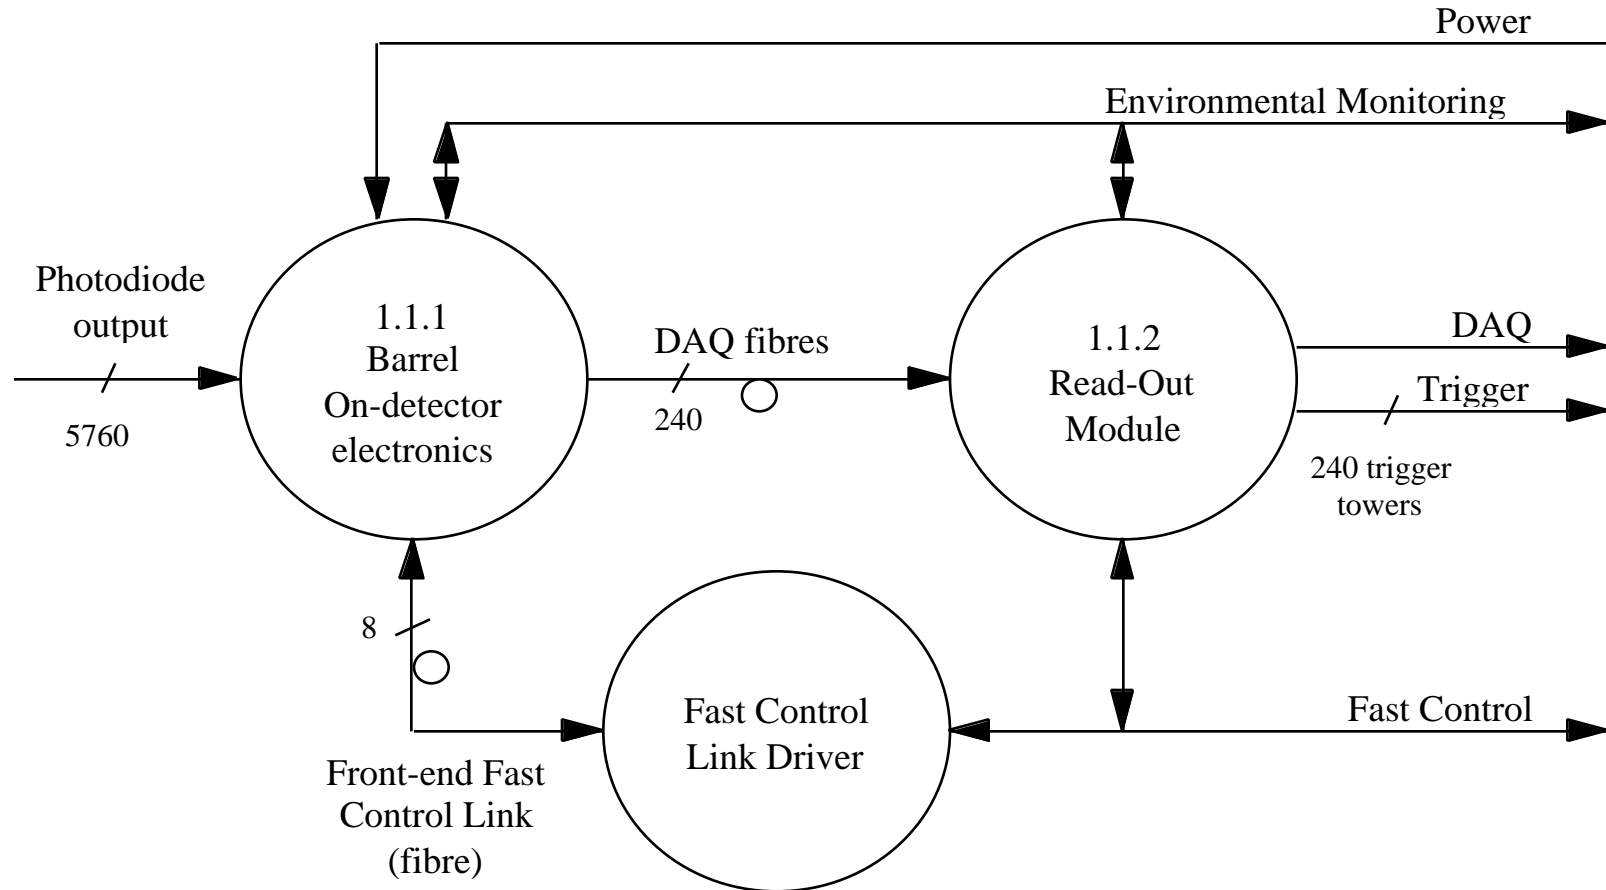 Power
Environmental Monitoring
Photodiode
output
5760
1.1.1
Barrel
On-detector
electronics
DAQ fibres
240
1.1.2
Read-Out
Module
DAQ
Trigger
240 trigger
towers
8
Fast Control
Link Driver
Fast Control
Front-end Fast
Control Link
(fibre)